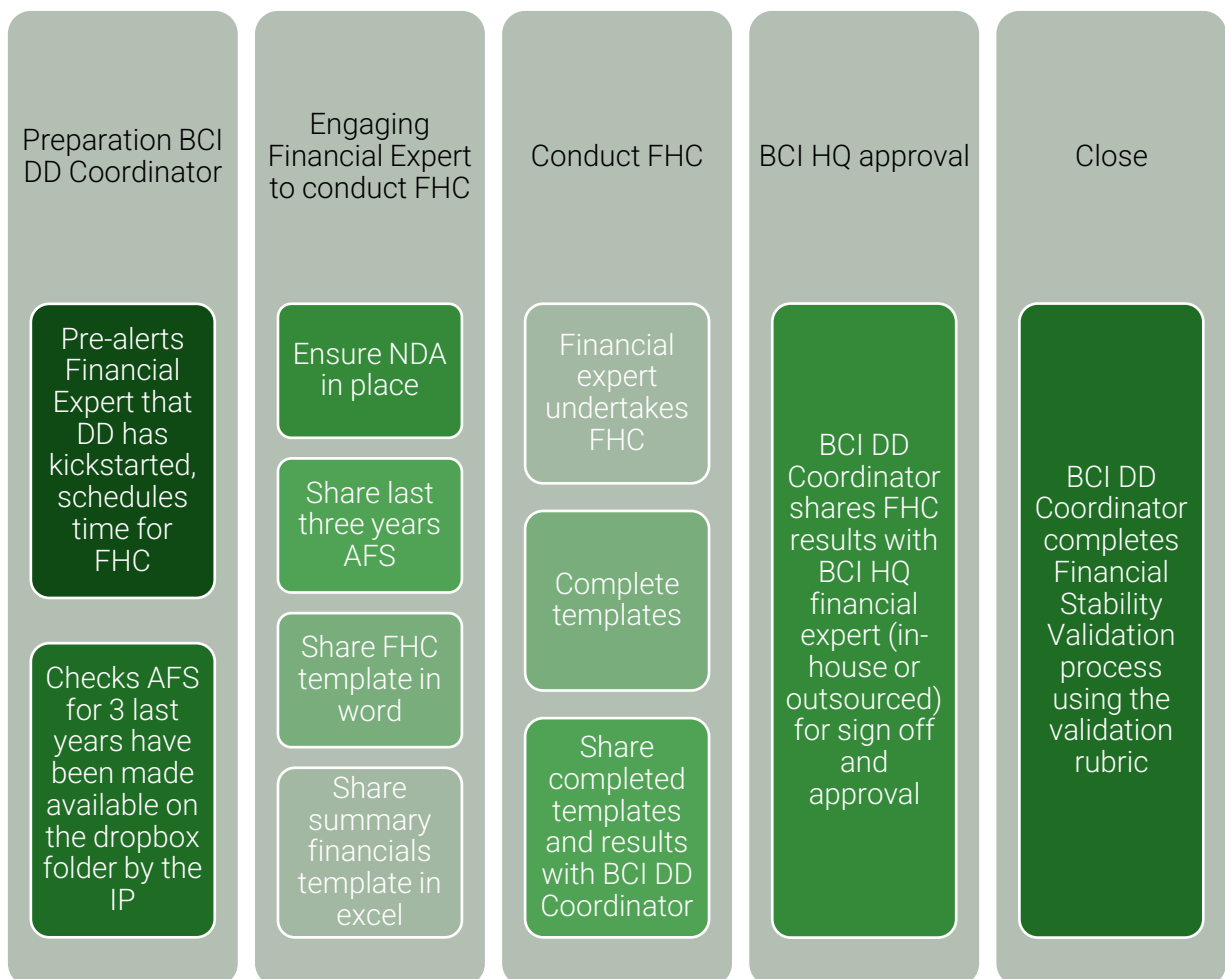 Preparation BCI
DD Coordinator
Pre-alerts
Financial
Expert that
DD has
kickstarted,
schedules
time for
FHC
Checks AFS
for 3 last
years have
been made
available on
the dropbox
folder by the
IP
Engaging
Financial Expert
to conduct FHC
Ensure NDA
in place
Share last
three years
AFS
Share FHC
template in
word
Share
summary
financials
template in
excel
Conduct FHC
Financial
expert
undertakes
FHC
Complete
templates
Share
completed
templates
and results
with BCI DD
Coordinator
BCI HQ approval
BCI DD
Coordinator
shares FHC
results with
BCI HQ
financial
expert (in-
house or
outsourced)
for sign off
and
approval
Close
BCI DD
Coordinator
completes
Financial
Stability
Validation
process
using the
validation
rubric